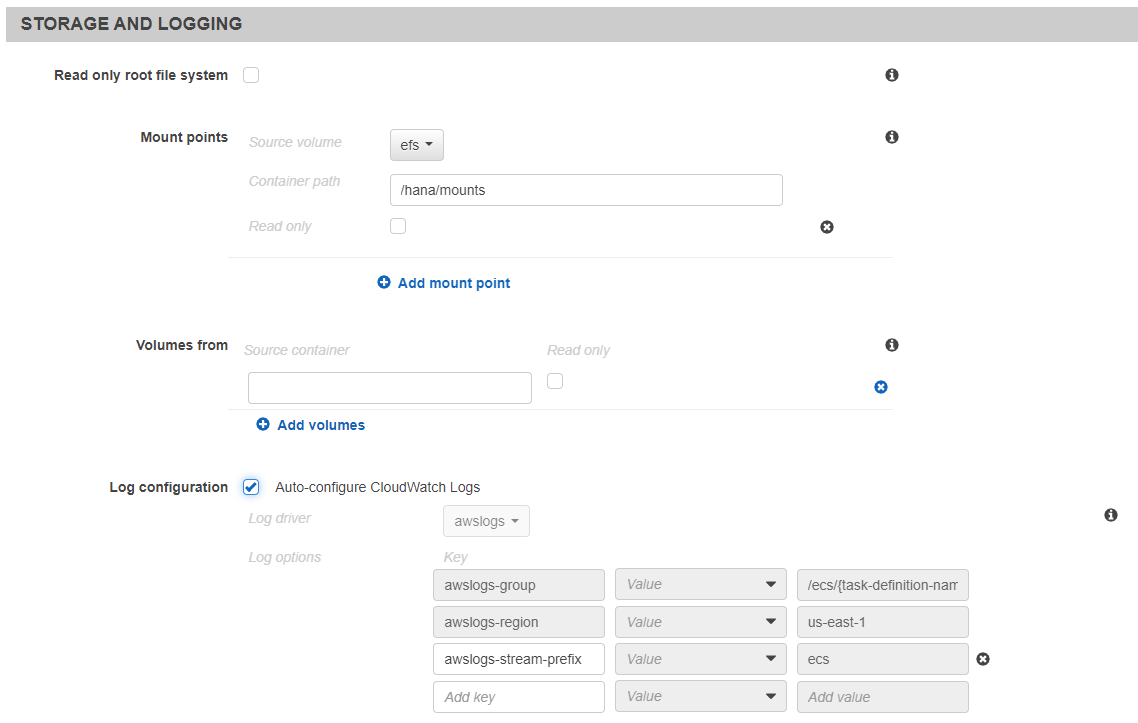 STORAGE AND LOGGING
Read only root file system
Mount points
Source volume
efs
Container path
/hana/mounts
Read only
Add mount point
Volumes from
Source container
Read only
Add volumes
Log configuration
Auto-configure CloudWatch Logs
Log driver
awslogs
Log options
Key
awslogs-group
Value
/ecs/{task-definition-nam
awslogs-region
Value
us-east-1
awslogs-stream-prefix
Value
ecs
Add key
Value
Add value